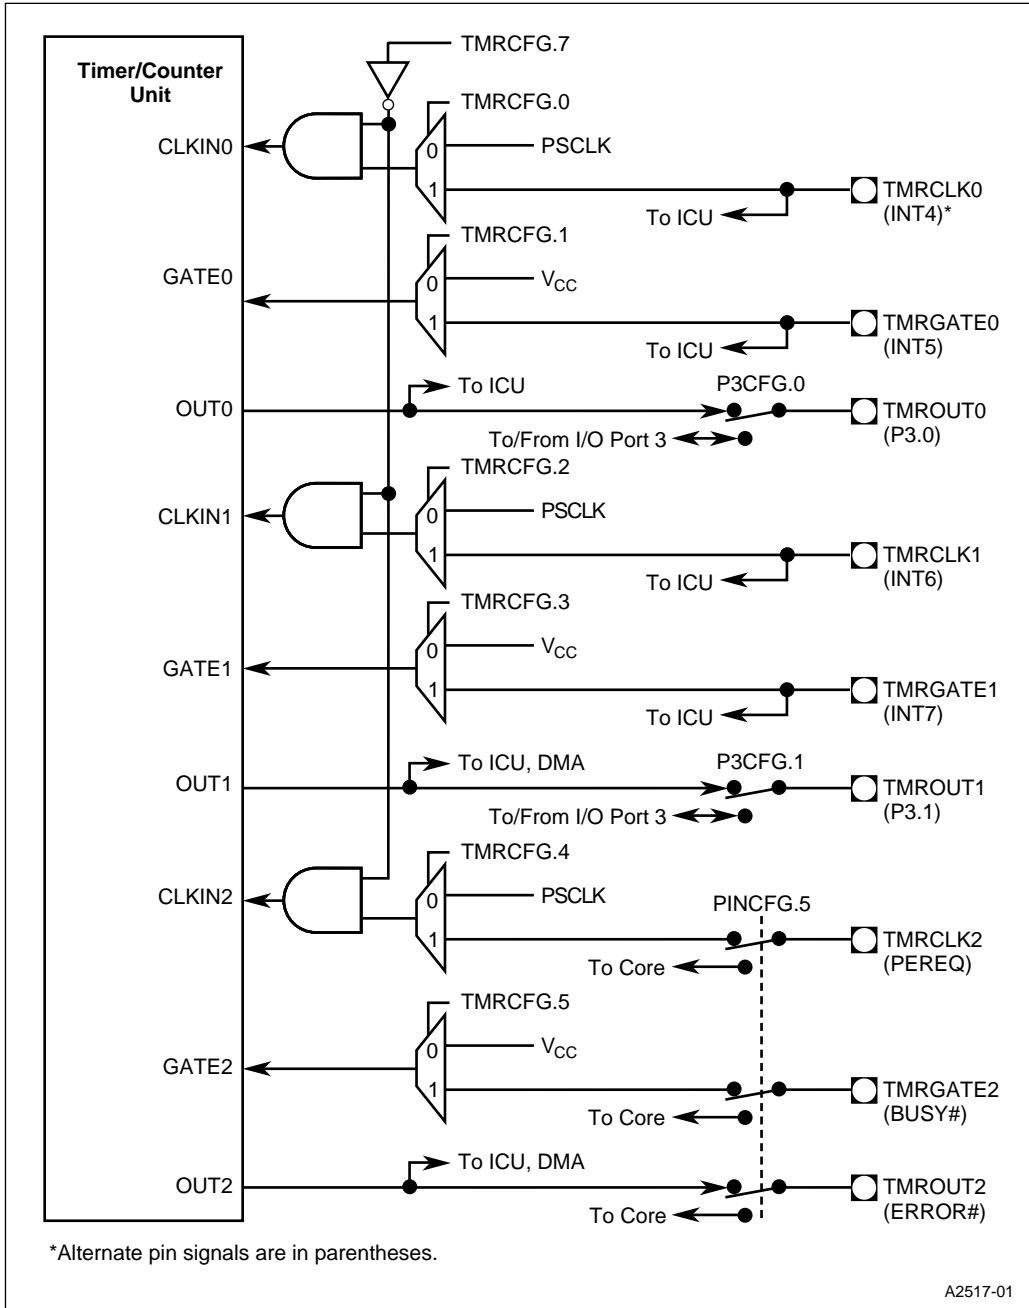 TMRCFG.7
Timer/Counter
Unit
TMRCFG.0
CLKIN0
0
PSCLK
1
TMRCLK0
(INT4)*
To ICU
TMRCFG.1
GATE0
0
VCC
1
TMRGATE0
(INT5)
To ICU
P3CFG.0
To ICU
OUT0
TMROUT0
(P3.0)
To/From I/O Port 3
TMRCFG.2
CLKIN1
0
PSCLK
1
TMRCLK1
(INT6)
To ICU
TMRCFG.3
0
VCC
GATE1
1
TMRGATE1
(INT7)
To ICU
To ICU, DMA
P3CFG.1
OUT1
TMROUT1
(P3.1)
To/From I/O Port 3
TMRCFG.4
CLKIN2
0
PSCLK
PINCFG.5
1
TMRCLK2
(PEREQ)
To Core
TMRCFG.5
0
VCC
GATE2
1
TMRGATE2
(BUSY#)
To Core
To ICU, DMA
OUT2
TMROUT2
(ERROR#)
To Core
*Alternate pin signals are in parentheses.
A2517-01